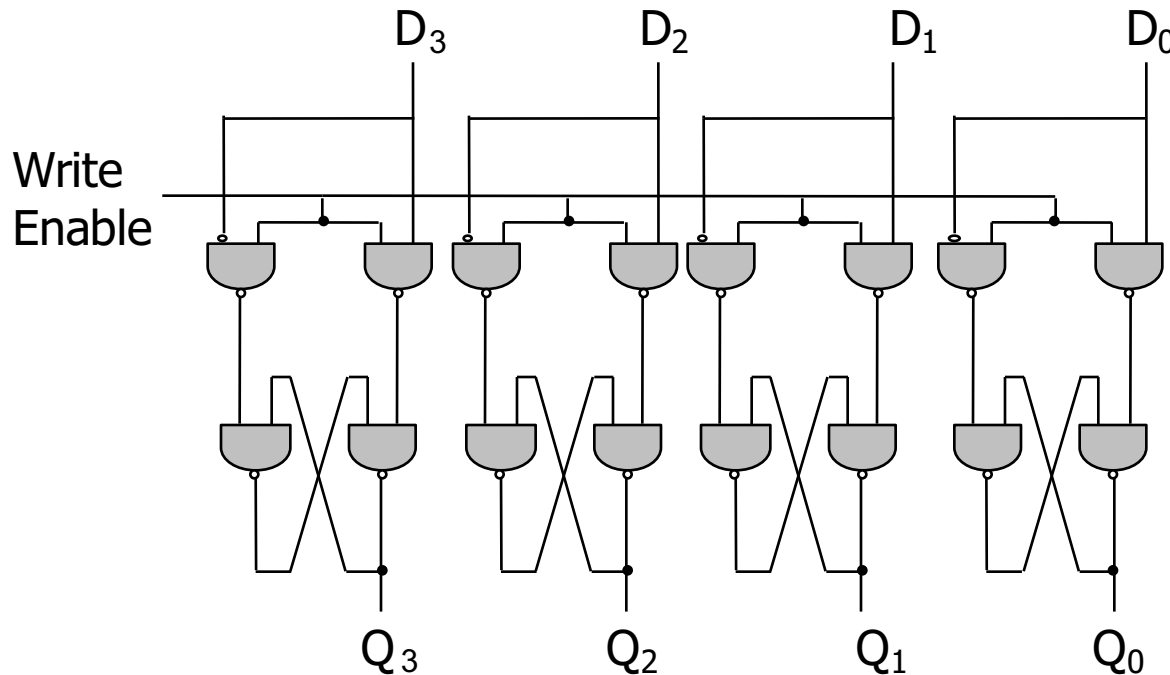 D₃ D₂ D₁ D₀
Write
Enable
Q₃ Q₂ Q₁ Q₀